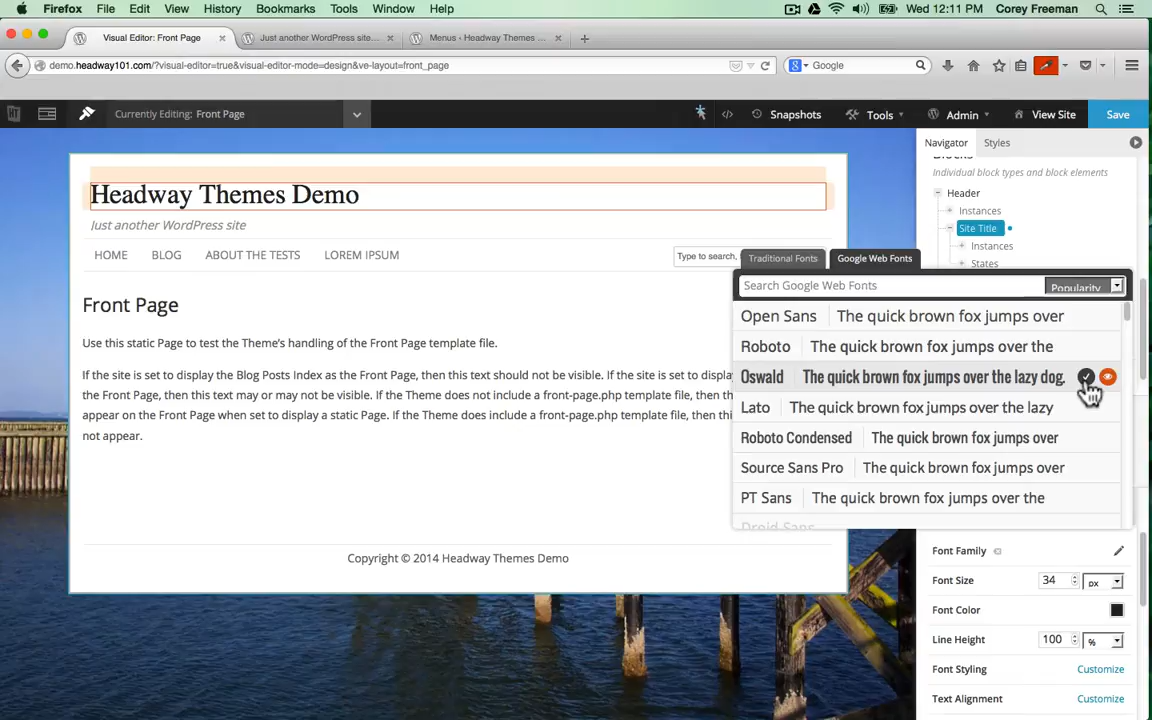 Firefox File Edit View History Bookmarks Tools Window Help Wed 12:11 PM Corey Freeman
Visual Editor: Front Page × Just another WordPress site... × Menus ‹ Headway Themes ... × +
demo.headway101.com/?visual-editor=true&visual-editor-mode=design&ve-layout=front_page Google
Currently Editing: Front Page Snapshots Tools Admin View Site Save
Navigator Styles
Blocks
Individual block types and block elements
Header
Instances
Site Title
Instances
States
Headway Themes Demo
Just another WordPress site
HOME BLOG ABOUT THE TESTS LOREM IPSUM Type to search,
Front Page
Use this static Page to test the Theme's handling of the Front Page template file.
If the site is set to display the Blog Posts Index as the Front Page, then this text should not be visible. If the site is set to display
the Front Page, then this text may or may not be visible. If the Theme does not include a front-page.php template file, then
appear on the Front Page when set to display a static Page. If the Theme does include a front-page.php template file, then this
not appear.
Copyright © 2014 Headway Themes Demo
Traditional Fonts Google Web Fonts
Search Google Web Fonts Popularity
Open Sans The quick brown fox jumps over
Roboto The quick brown fox jumps over the
Oswald The quick brown fox jumps over the lazy dog.
Lato The quick brown fox jumps over the lazy
Roboto Condensed The quick brown fox jumps over
Source Sans Pro The quick brown fox jumps over
PT Sans The quick brown fox jumps over the
Droid Sans
Font Family
Font Size 34 px
Font Color
Line Height 100 %
Font Styling Customize
Text Alignment Customize